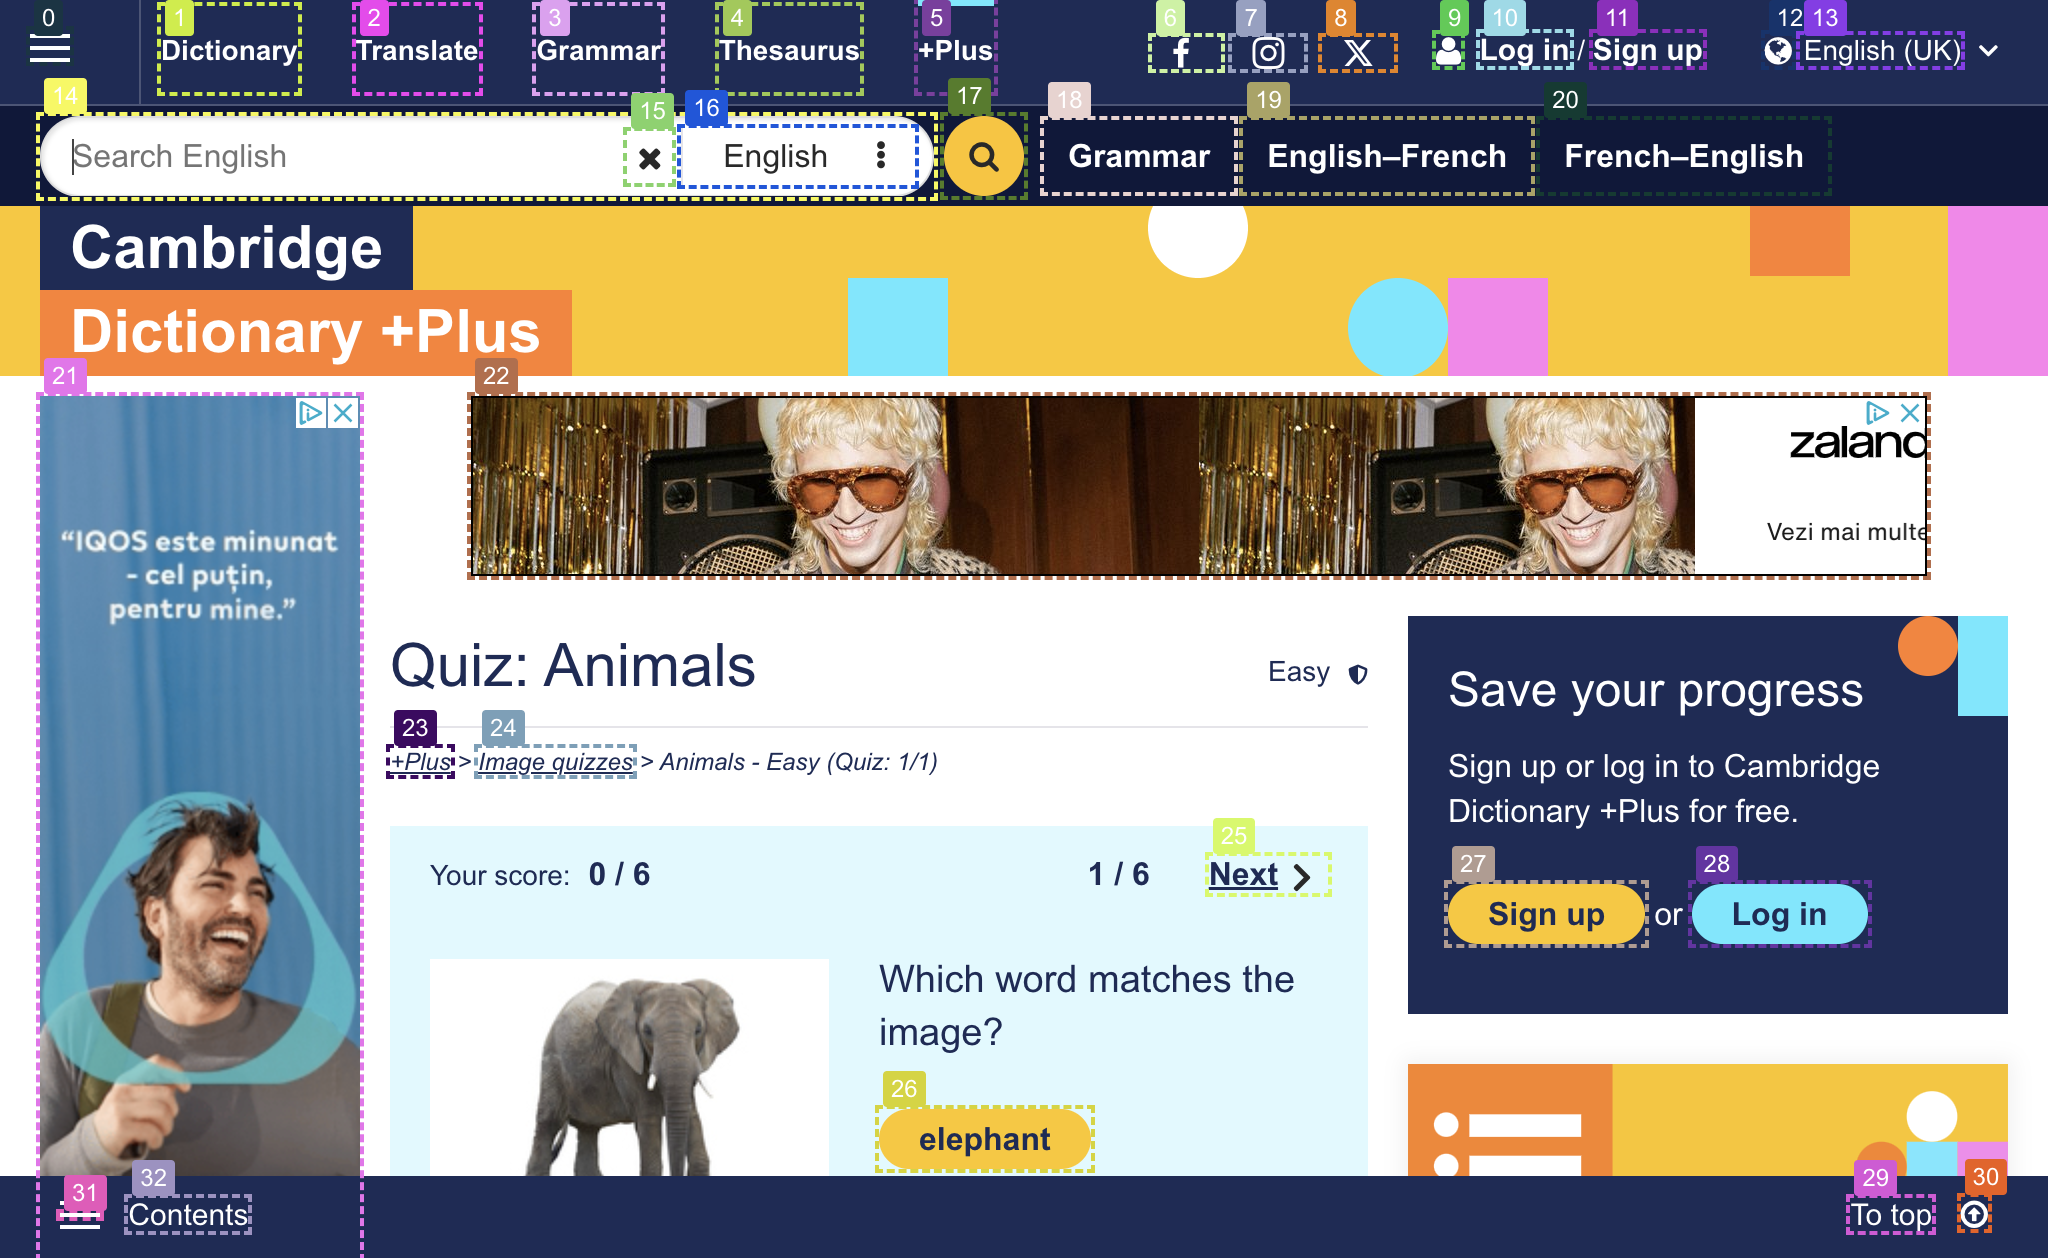 0 1 2 3 4 5 6 7 8 9 10 11 12 13
Dictionary Translate Grammar Thesaurus +Plus Log in / Sign up English (UK)
14 15 16 17 18 19 20
Search English English Grammar English–French French–English
Cambridge
Dictionary +Plus
21 22
zaland
Vezi mai multe
“IQOS este minunat
- cel puțin,
pentru mine.”
Quiz: Animals Easy
23 24
+Plus > Image quizzes > Animals - Easy (Quiz: 1/1)
25
Your score: 0 / 6 1 / 6 Next
Which word matches the
image?
26
elephant
Save your progress
Sign up or log in to Cambridge
Dictionary +Plus for free.
27 28
Sign up or Log in
31 32 29 30
Contents To top